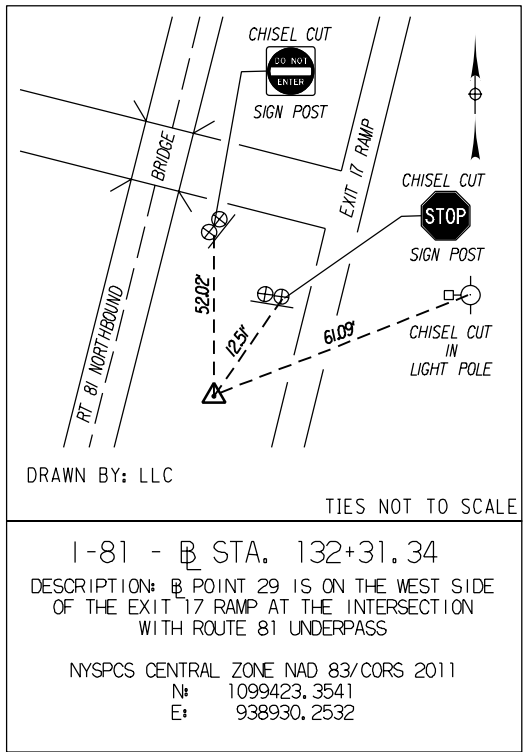 CHISEL CUT
DO NOT
ENTER
SIGN POST
BRIDGE
EXIT 17 RAMP
CHISEL CUT
STOP
SIGN POST
52.02'
12.51'
61.09'
CHISEL CUT
IN
LIGHT POLE
RT 81 NORTHBOUND
DRAWN BY: LLC
TIES NOT TO SCALE
I-81 - BL STA. 132+31.34
DESCRIPTION: BL POINT 29 IS ON THE WEST SIDE
OF THE EXIT 17 RAMP AT THE INTERSECTION
WITH ROUTE 81 UNDERPASS
NYSPCS CENTRAL ZONE NAD 83/CORS 2011
N: 1099423.3541
E: 938930.2532